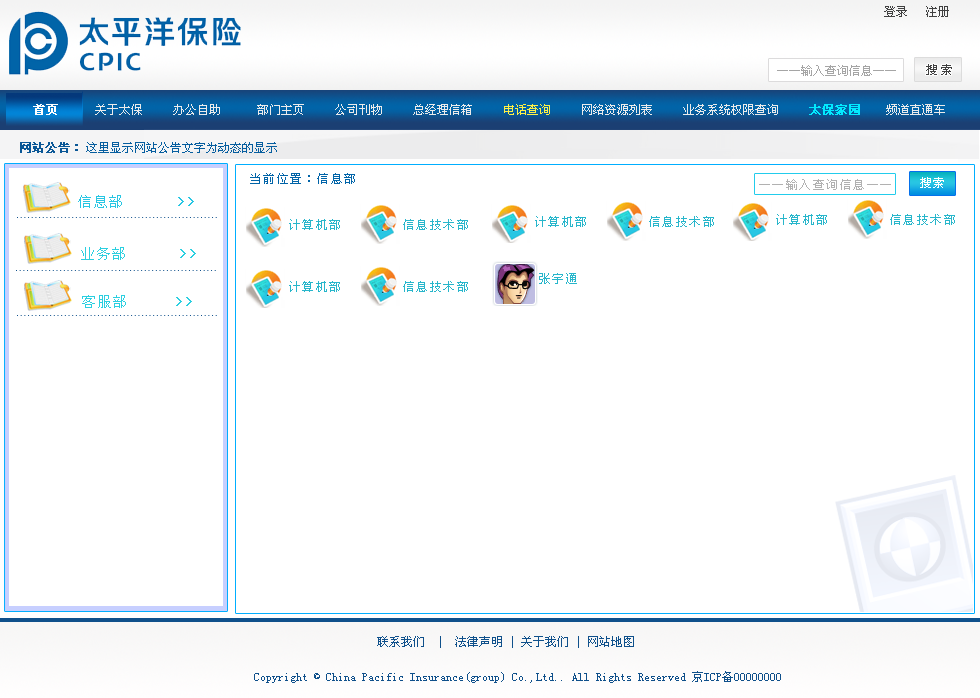 登录 注册
太平洋保险
CPIC
——输入查询信息—— 搜 索
首页 关于太保 办公自助 部门主页 公司刊物 总经理信箱 电话查询 网络资源列表 业务系统权限查询 太保家园 频道直通车
网站公告： 这里显示网站公告文字为动态的显示
信息部 >>
业务部 >>
客服部 >>
当前位置：信息部
——输入查询信息—— 搜索
计算机部 信息技术部 计算机部 信息技术部 计算机部 信息技术部
计算机部 信息技术部 张宇通
联系我们 | 法律声明 | 关于我们 | 网站地图
Copyright © China Pacific Insurance(group) Co.,Ltd.. All Rights Reserved 京ICP备00000000